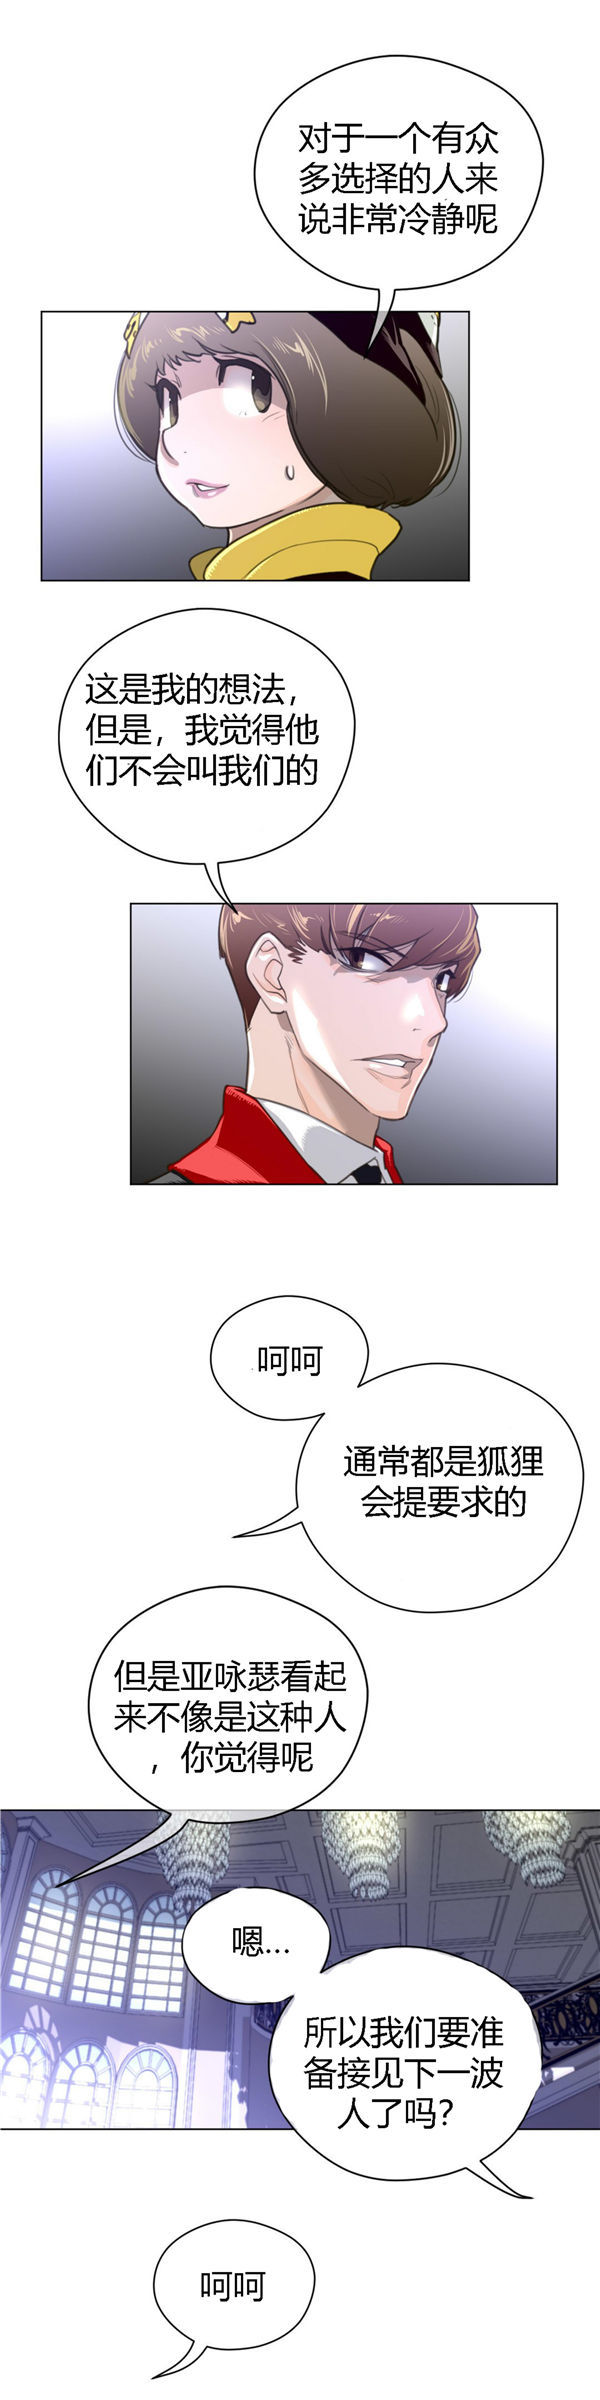 对于一个有众
多选择的人来
说非常冷静呢
这是我的想法，
但是，我觉得他
们不会叫我们的
呵呵
通常都是狐狸
会提要求的
但是亚咏瑟看起
来不像是这种人
，你觉得呢
嗯…
所以我们要准
备接见下一波
人了吗？
呵呵